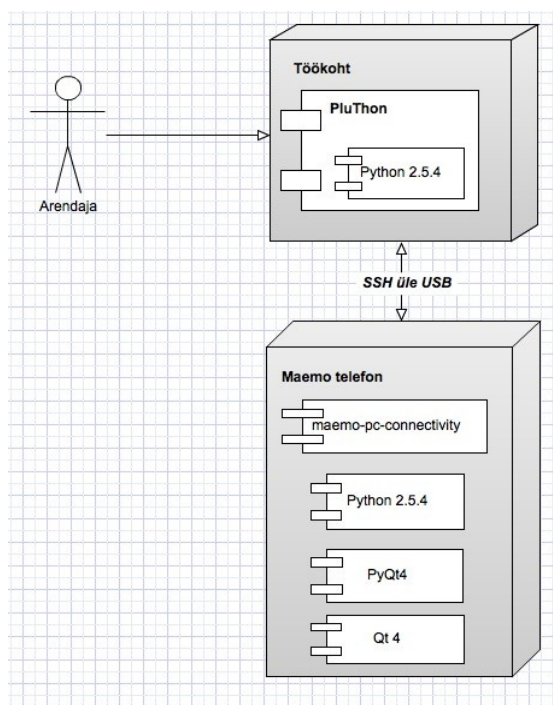 Töökoht
PluThon
Python 2.5.4
Arendaja
SSH üle USB
Maemo telefon
maemo-pc-connectivity
Python 2.5.4
PyQt4
Qt 4